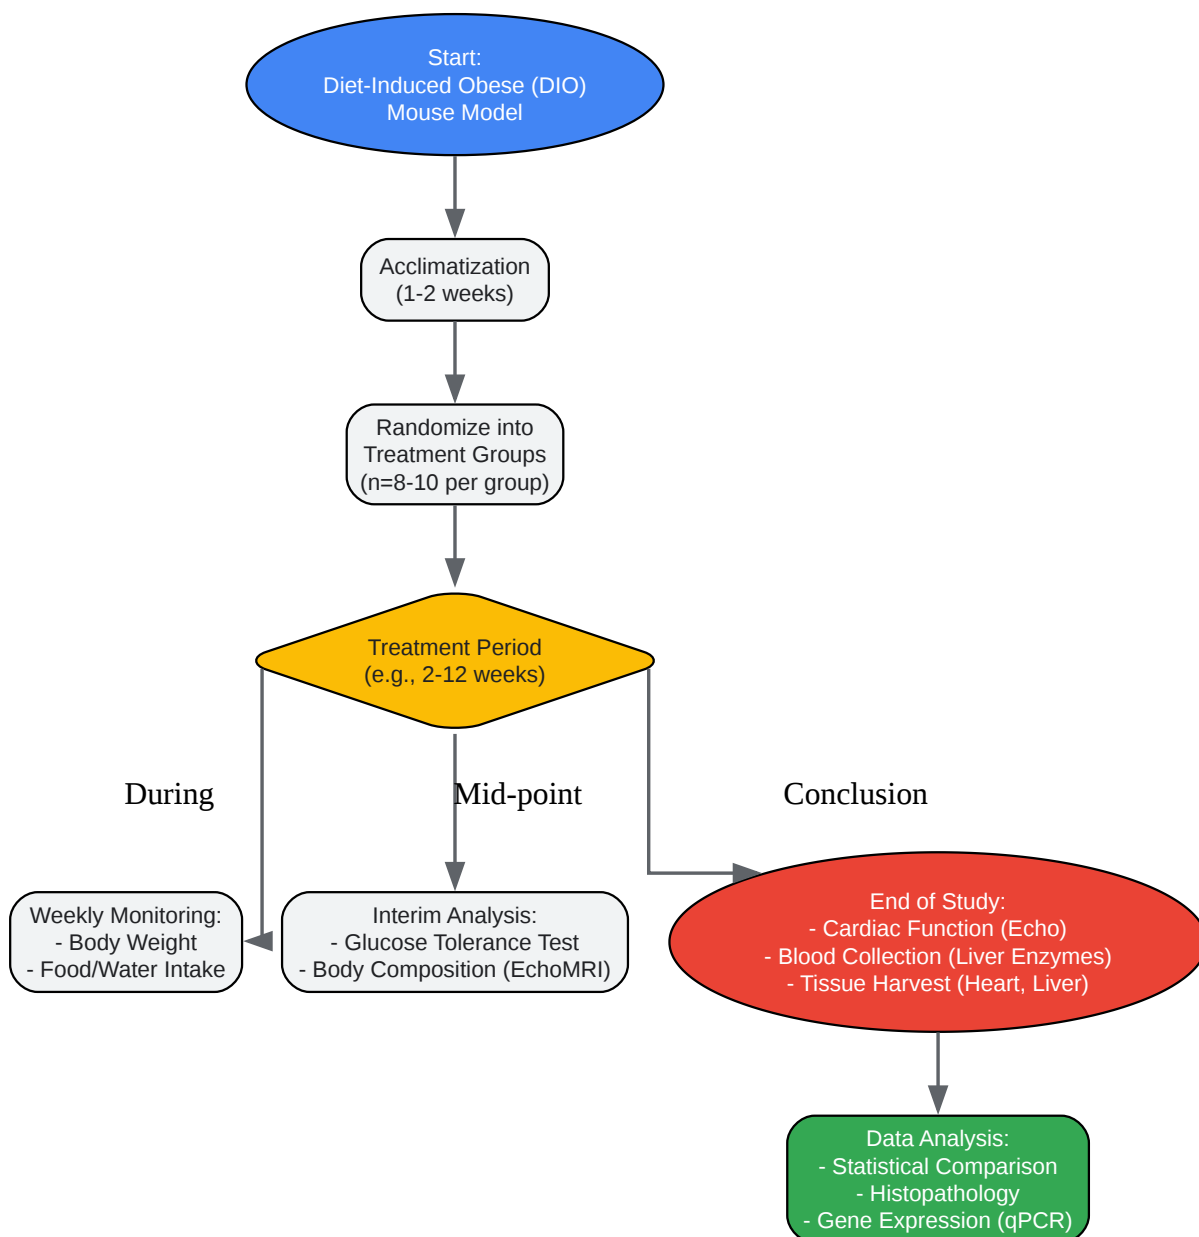 Start:
Diet-Induced Obese (DIO)
Mouse Model
Acclimatization
(1-2 weeks)
Randomize into
Treatment Groups
(n=8-10 per group)
Treatment Period
(e.g., 2-12 weeks)
During
Mid-point
Conclusion
Weekly Monitoring:
- Body Weight
- Food/Water Intake
Interim Analysis:
- Glucose Tolerance Test
- Body Composition (EchoMRI)
End of Study:
- Cardiac Function (Echo)
- Blood Collection (Liver Enzymes)
- Tissue Harvest (Heart, Liver)
Data Analysis:
- Statistical Comparison
- Histopathology
- Gene Expression (qPCR)